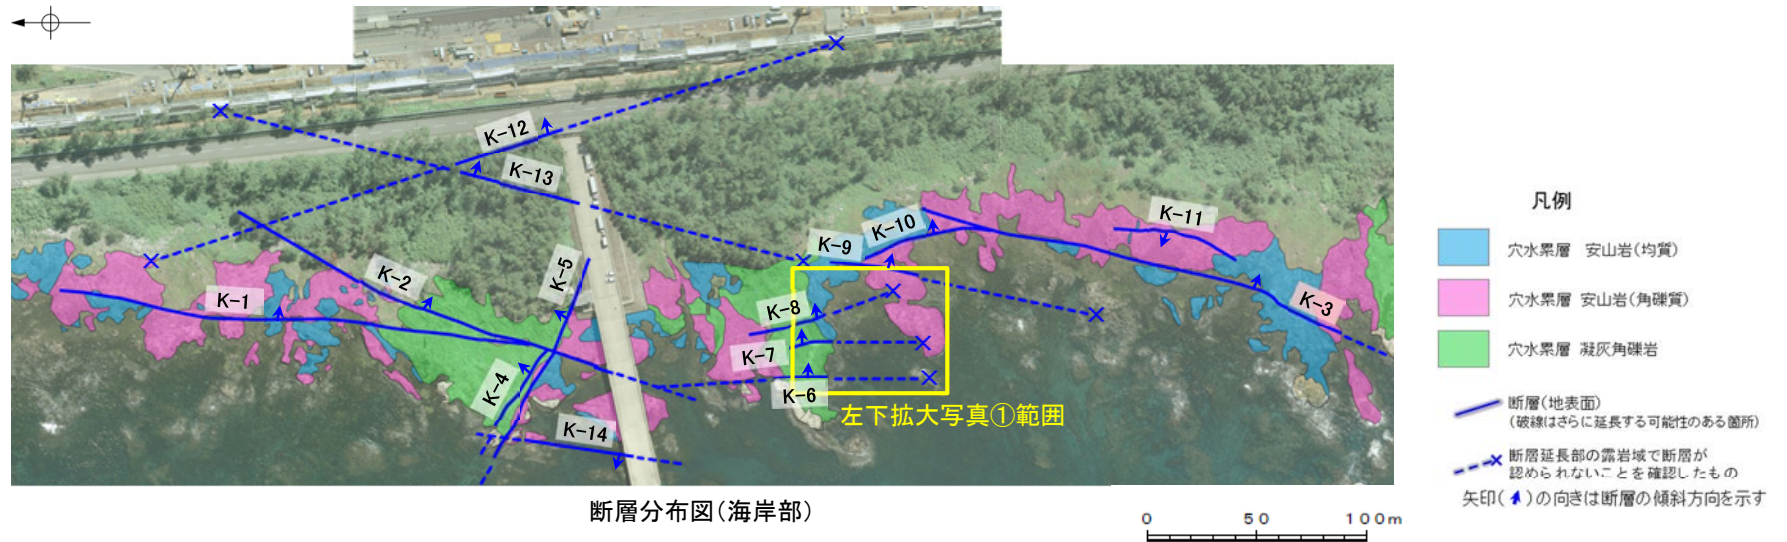 K-12
K-13
K-11
K-10
K-9
K-5
K-2
K-1
K-3
K-8
K-7
K-4
K-6
K-14
左下拡大写真①範囲
断層分布図(海岸部)
0 50 100m
凡例
穴水累層 安山岩(均質)
穴水累層 安山岩(角礫質)
穴水累層 凝灰角礫岩
断層(地表面)
(破線はさらに延長する可能性のある箇所)
断層延長部の露岩域で断層が
認められないことを確認したもの
矢印( )の向きは断層の傾斜方向を示す